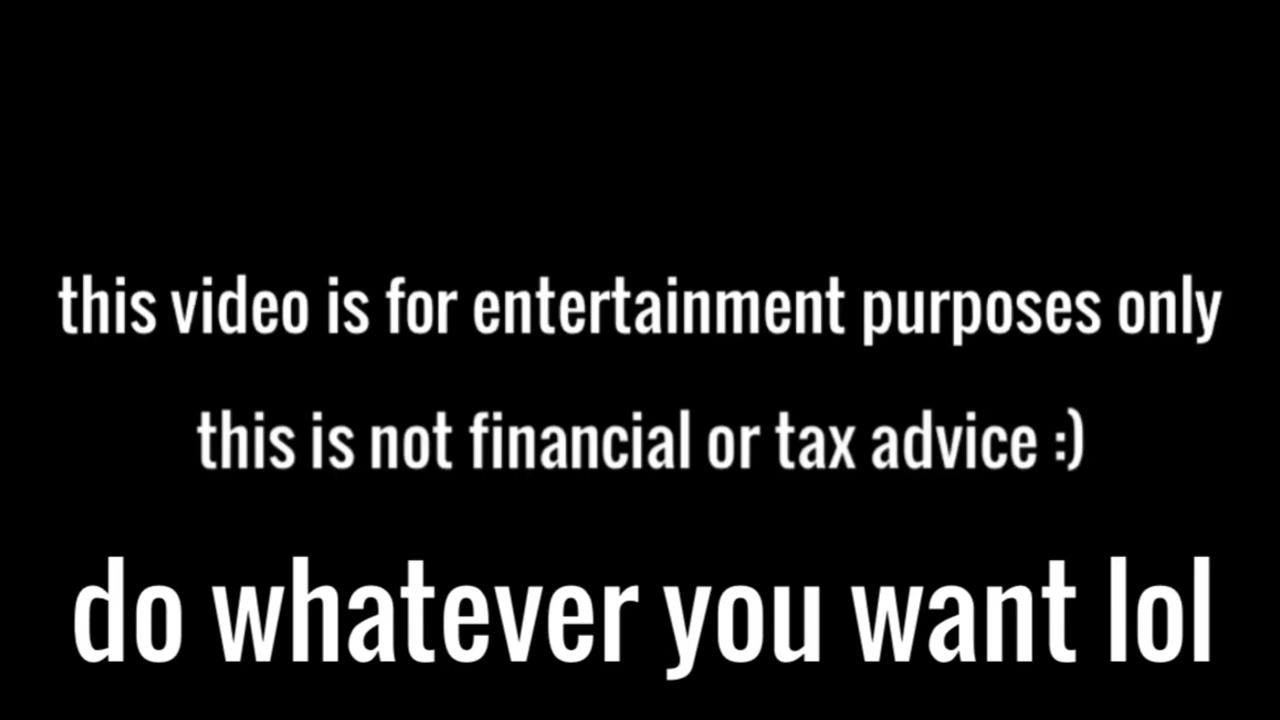 this video is for entertainment purposes only
this is not financial or tax advice :)
do whatever you want lol